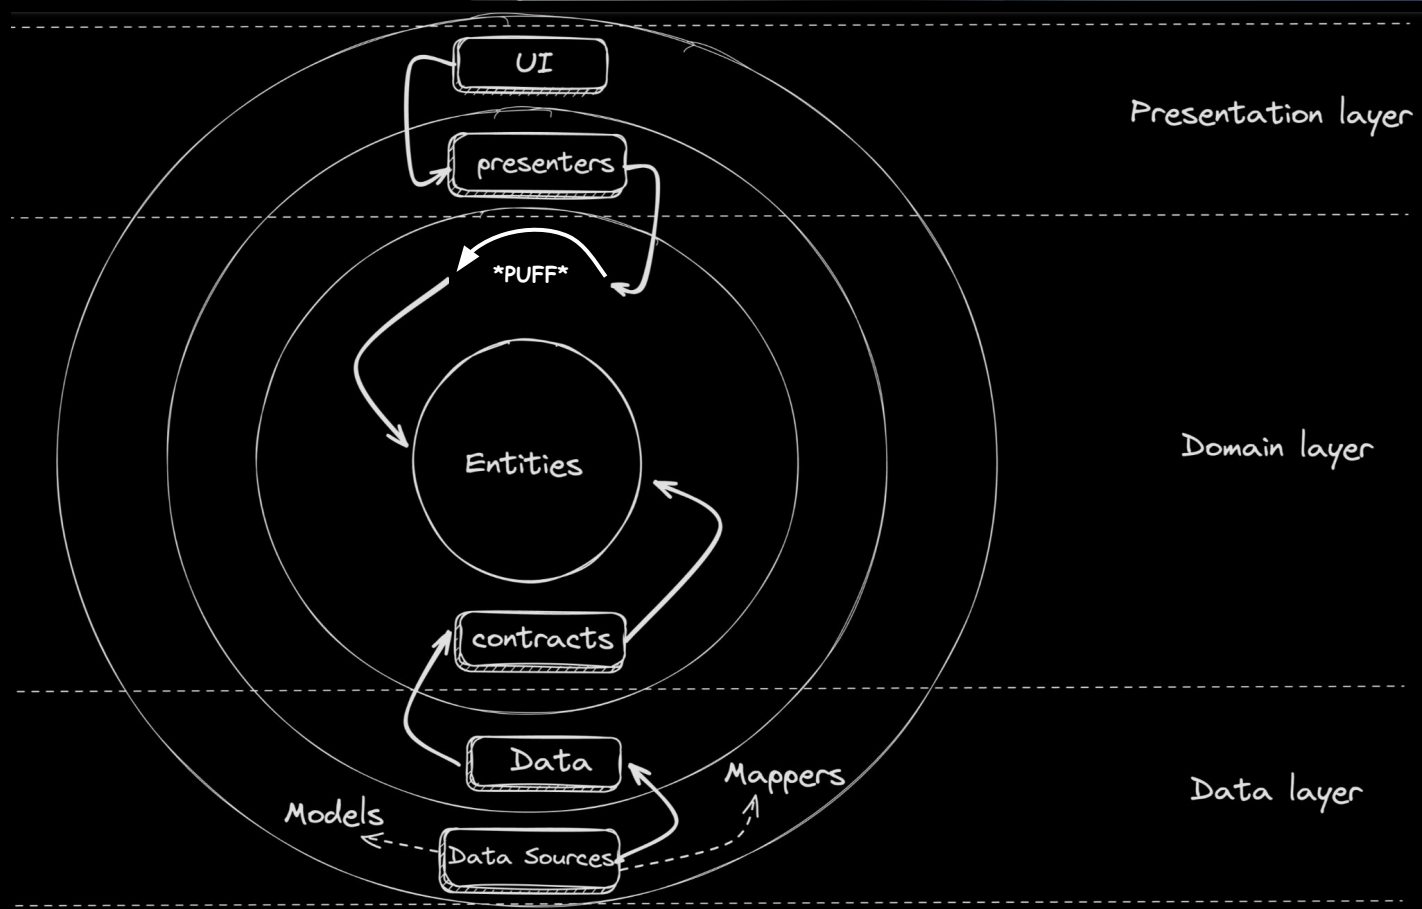 UI
Presentation layer
presenters
*PUFF*
Domain layer
Entities
contracts
Data
Mappers
Data layer
Models
Data Sources